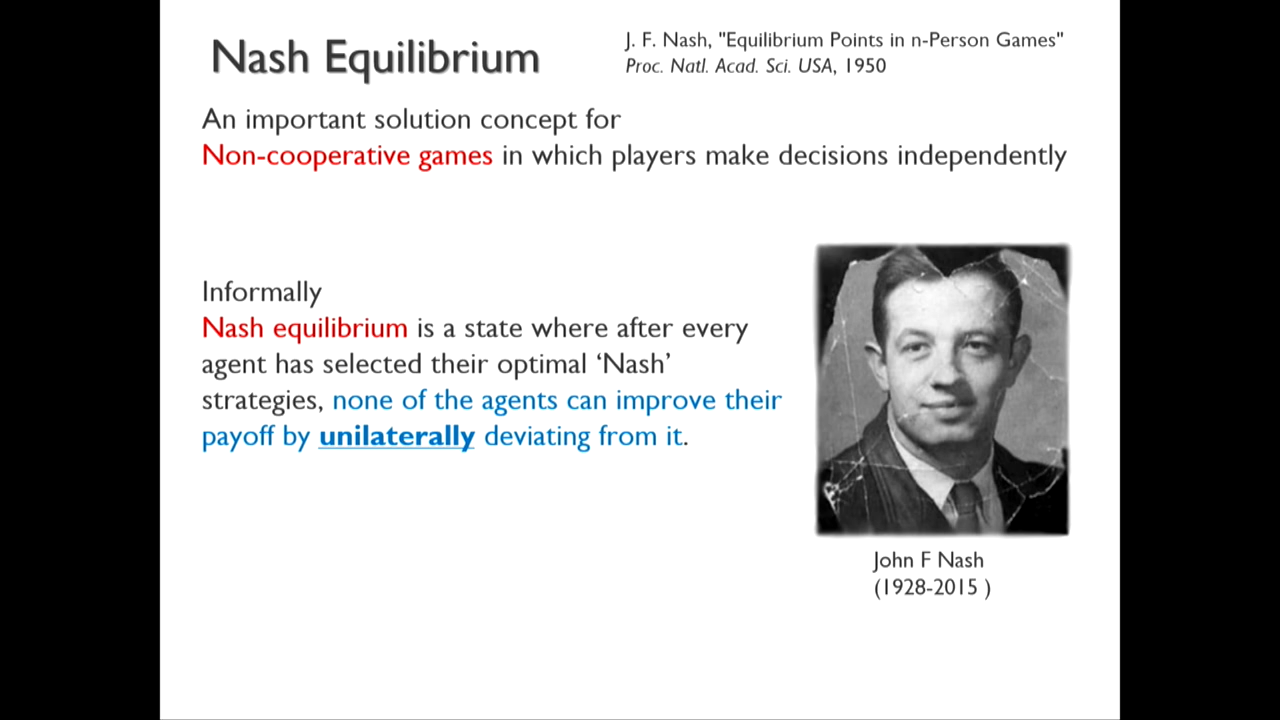 Nash Equilibrium
J. F. Nash, "Equilibrium Points in n-Person Games"
Proc. Natl. Acad. Sci. USA, 1950
An important solution concept for
Non-cooperative games in which players make decisions independently
Informally
Nash equilibrium is a state where after every
agent has selected their optimal ‘Nash’
strategies, none of the agents can improve their
payoff by unilaterally deviating from it.
John F Nash
(1928-2015 )